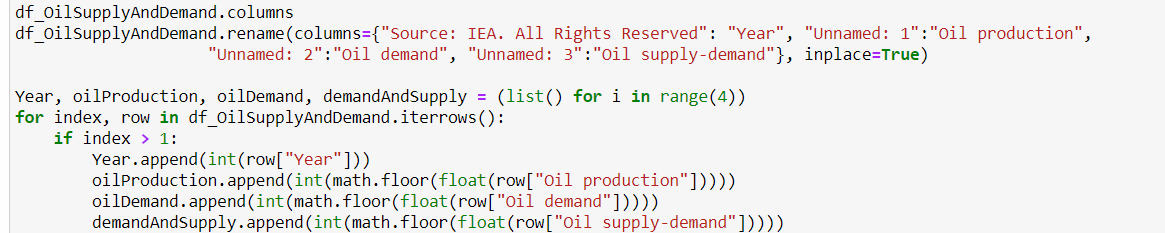 df_OilSupplyAndDemand.columns
df_OilSupplyAndDemand.rename(columns={"Source: IEA. All Rights Reserved": "Year", "Unnamed: 1":"Oil production",
                    "Unnamed: 2":"Oil demand", "Unnamed: 3":"Oil supply-demand"}, inplace=True)
Year, oilProduction, oilDemand, demandAndSupply = (list() for i in range(4))
for index, row in df_OilSupplyAndDemand.iterrows():
    if index > 1:
        Year.append(int(row["Year"]))
        oilProduction.append(int(math.floor(float(row["Oil production"]))))
        oilDemand.append(int(math.floor(float(row["Oil demand"]))))
        demandAndSupply.append(int(math.floor(float(row["Oil supply-demand"]))))